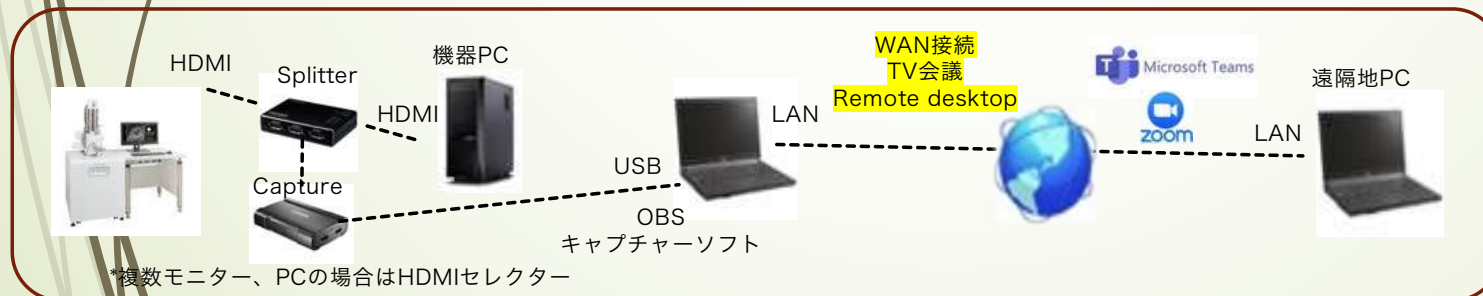 HDMI
Splitter
機器PC
HDMI
Capture
*複数モニター、PCの場合はHDMIセレクター
USB
OBS
キャプチャーソフト
LAN
WAN接続
TV会議
Remote desktop
Microsoft Teams
zoom
LAN
遠隔地PC